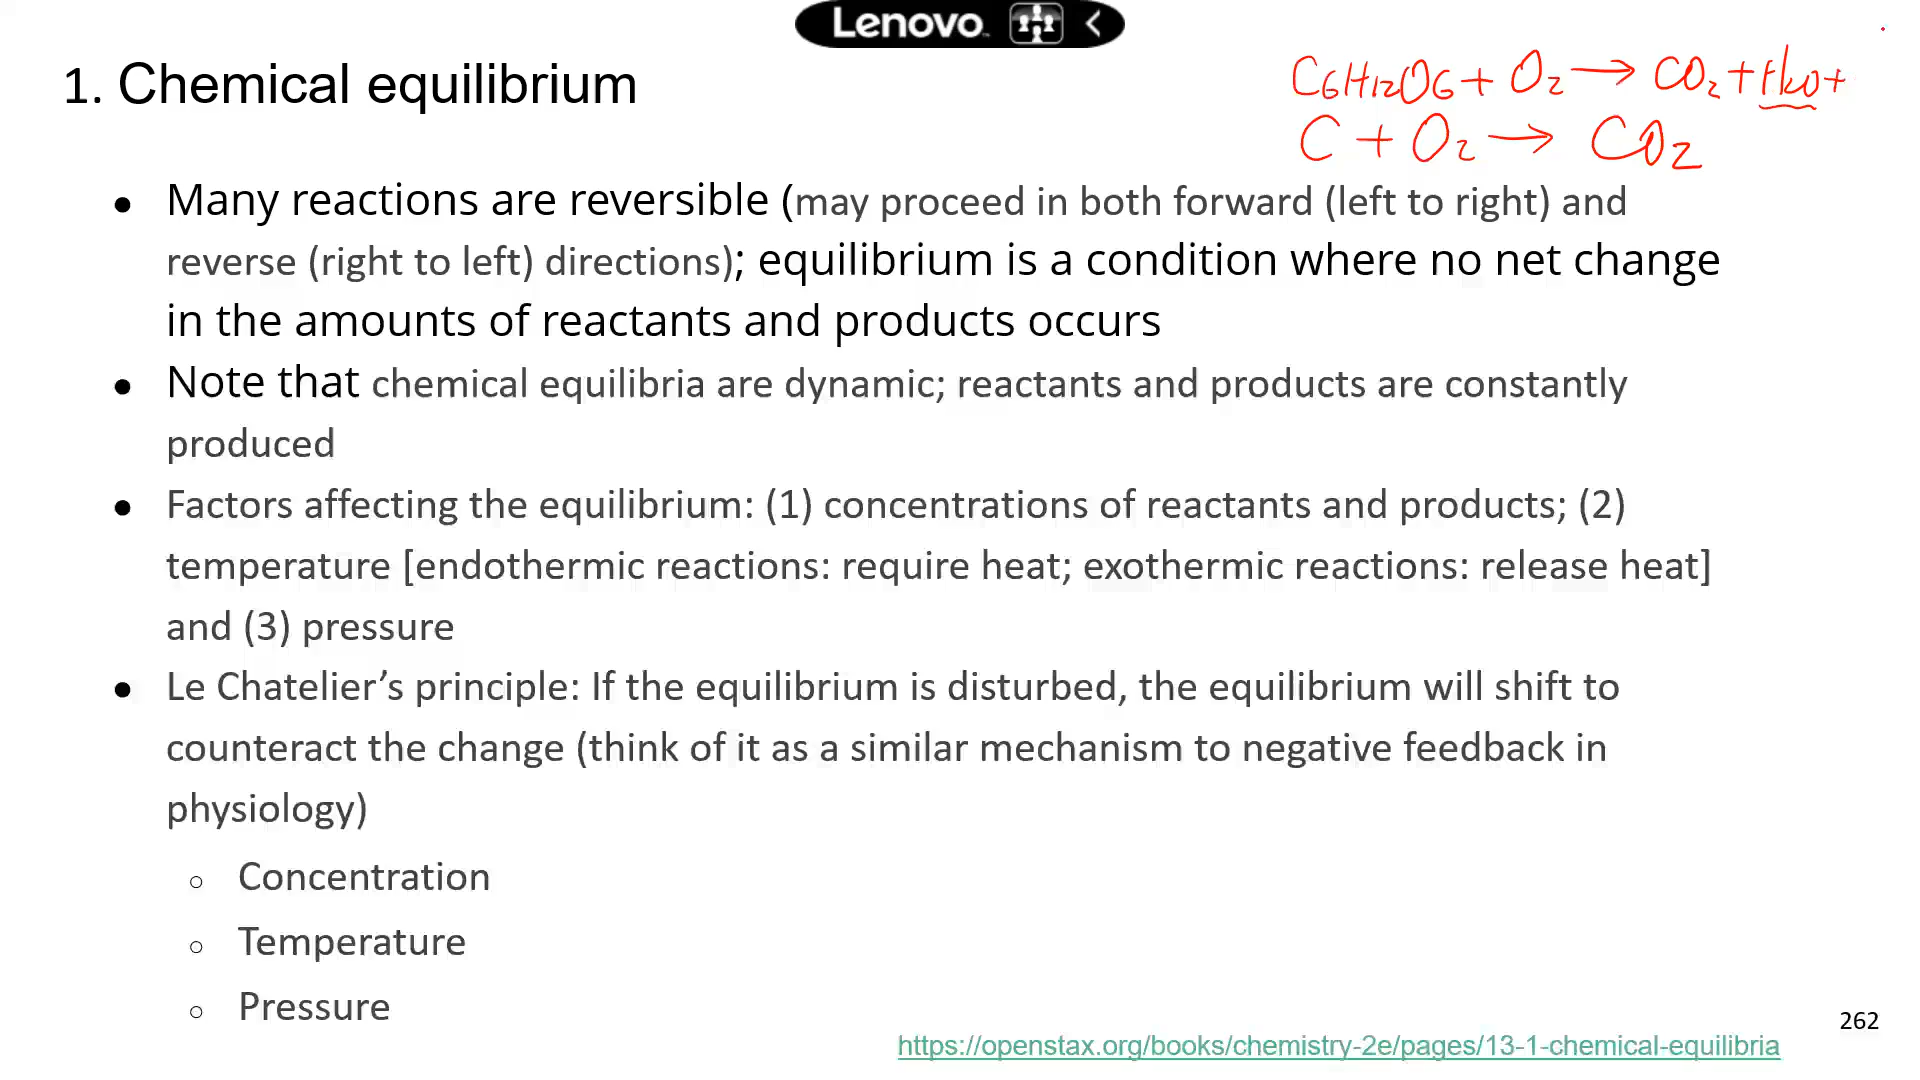 Lenovo
1. Chemical equilibrium
C6H12O6 + O2 → CO2 + H2O +
C + O2 → CO2
● Many reactions are reversible (may proceed in both forward (left to right) and
reverse (right to left) directions); equilibrium is a condition where no net change
in the amounts of reactants and products occurs
● Note that chemical equilibria are dynamic; reactants and products are constantly
produced
● Factors affecting the equilibrium: (1) concentrations of reactants and products; (2)
temperature [endothermic reactions: require heat; exothermic reactions: release heat]
and (3) pressure
● Le Chatelier’s principle: If the equilibrium is disturbed, the equilibrium will shift to
counteract the change (think of it as a similar mechanism to negative feedback in
physiology)
○ Concentration
○ Temperature
○ Pressure
262
https://openstax.org/books/chemistry-2e/pages/13-1-chemical-equilibria